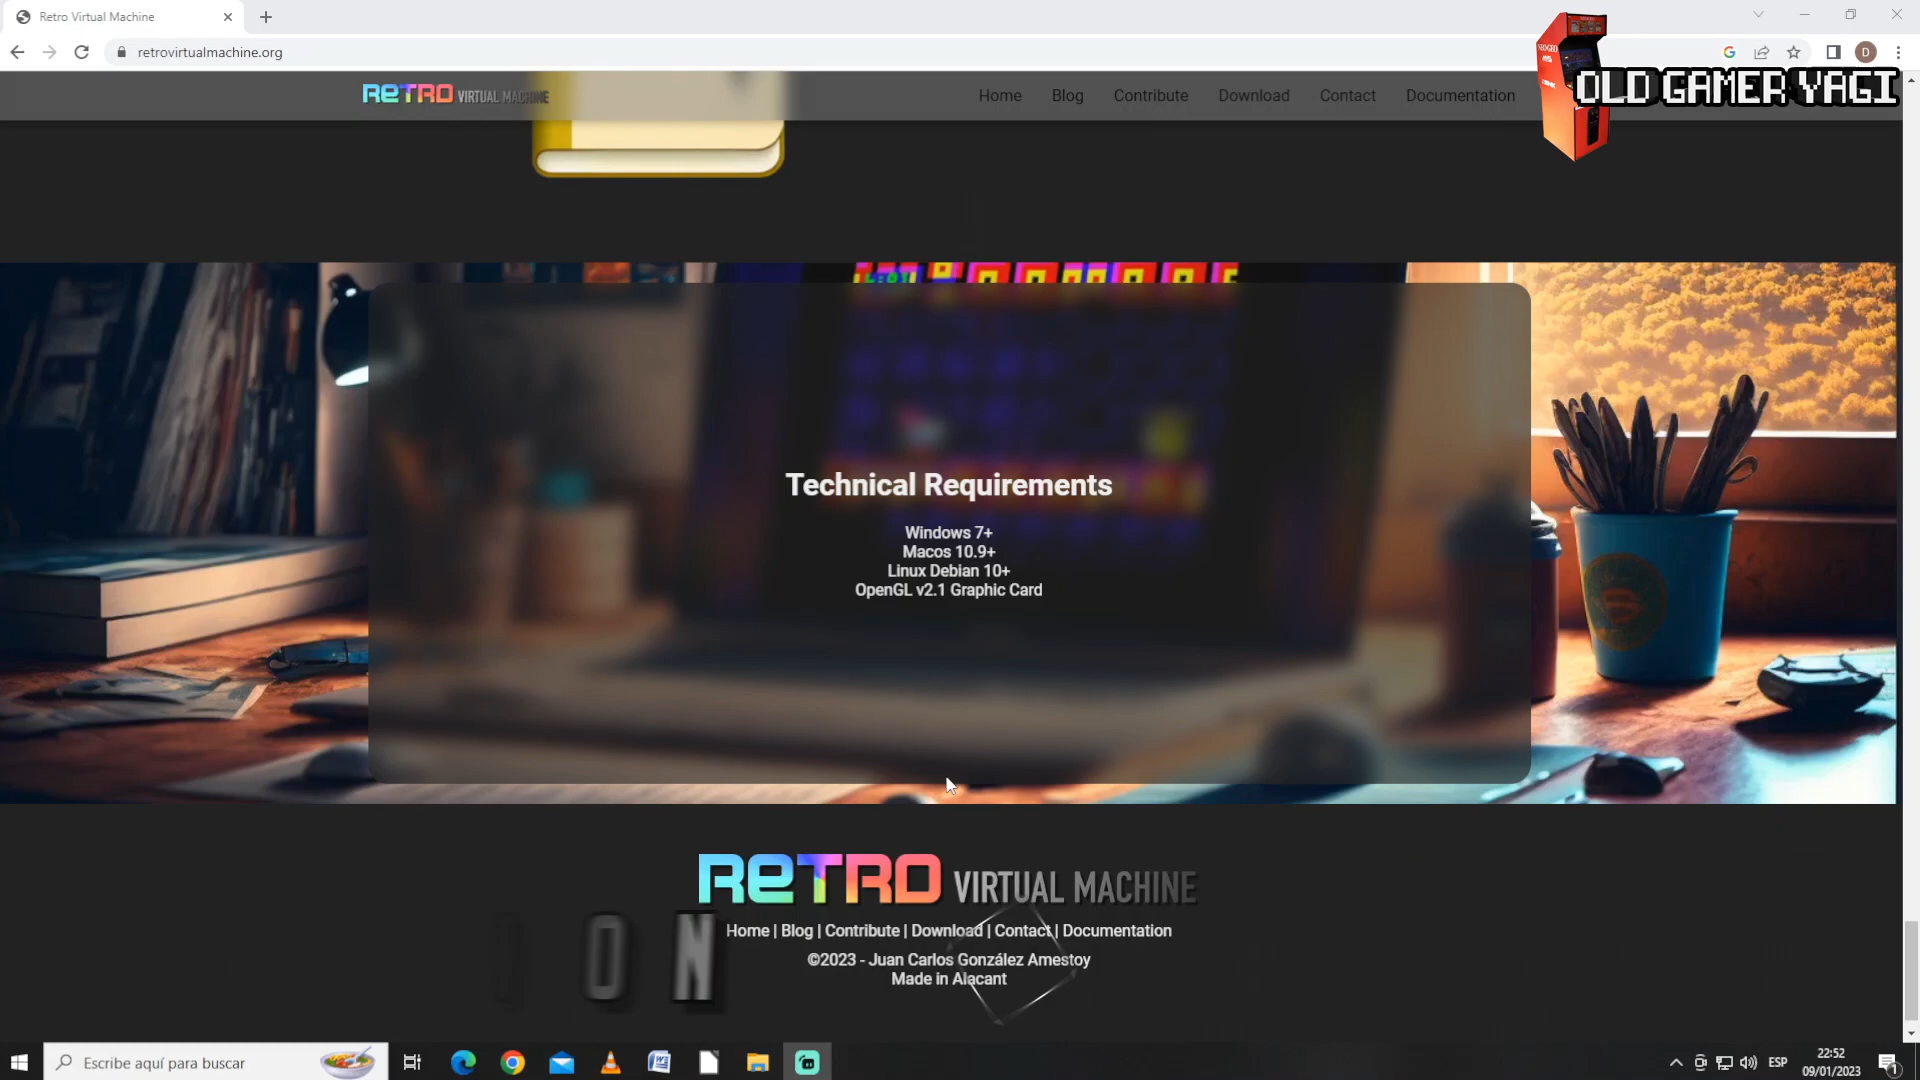 Retro Virtual Machine
retrovirtualmachine.org
D
ReTRO VIRTUAL MACHINE
Home Blog Contribute Download Contact Documentation
NEOGEO
OLD GAMER YAGI
Technical Requirements
Windows 7+
Macos 10.9+
Linux Debian 10+
OpenGL v2.1 Graphic Card
ReTRO VIRTUAL MACHINE
I O N
Home | Blog | Contribute | Download | Contact | Documentation
©2023 - Juan Carlos González Amestoy
Made in Alacant
Escribe aquí para buscar
ESP
22:52
09/01/2023
1